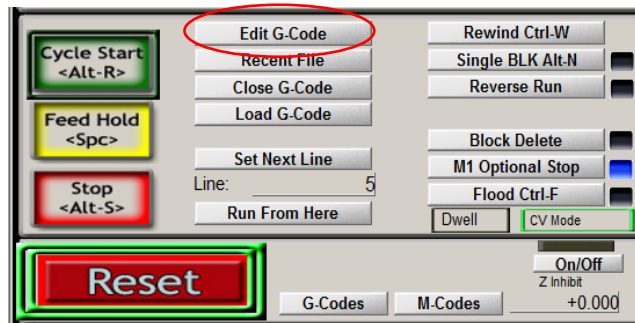 Cycle Start
<Alt-R>
Feed Hold
<Spc>
Stop
<Alt-S>
Edit G-Code
Recent File
Close G-Code
Load G-Code
Set Next Line
Line: 5
Run From Here
Rewind Ctrl-W
Single BLK Alt-N
Reverse Run
Block Delete
M1 Optional Stop
Flood Ctrl-F
Dwell CV Mode
Reset
G-Codes M-Codes
On/Off
Z Inhibit
+0.000